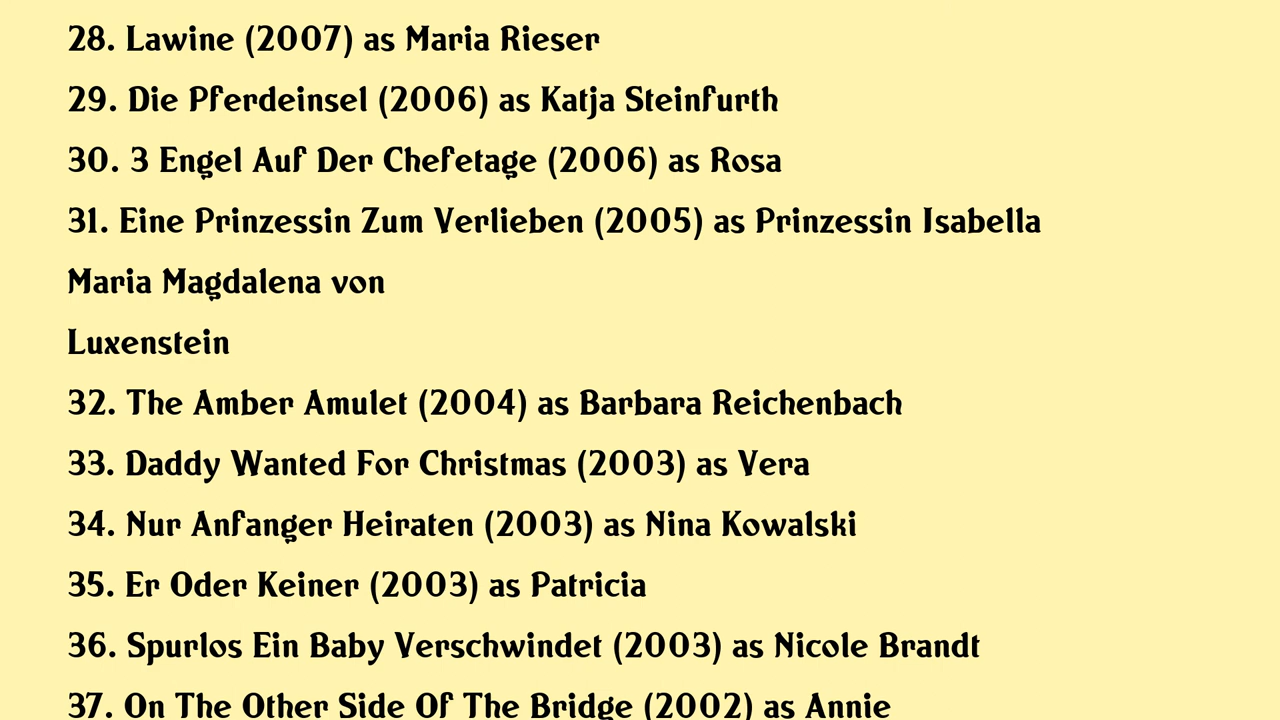 28. Lawine (2007) as Maria Rieser
29. Die Pferdeinsel (2006) as Katja Steinfurth
30. 3 Engel Auf Der Chefetage (2006) as Rosa
31. Eine Prinzessin Zum Verlieben (2005) as Prinzessin Isabella
Maria Magdalena von
Luxenstein
32. The Amber Amulet (2004) as Barbara Reichenbach
33. Daddy Wanted For Christmas (2003) as Vera
34. Nur Anfanger Heiraten (2003) as Nina Kowalski
35. Er Oder Keiner (2003) as Patricia
36. Spurlos Ein Baby Verschwindet (2003) as Nicole Brandt
37. On The Other Side Of The Bridge (2002) as Annie